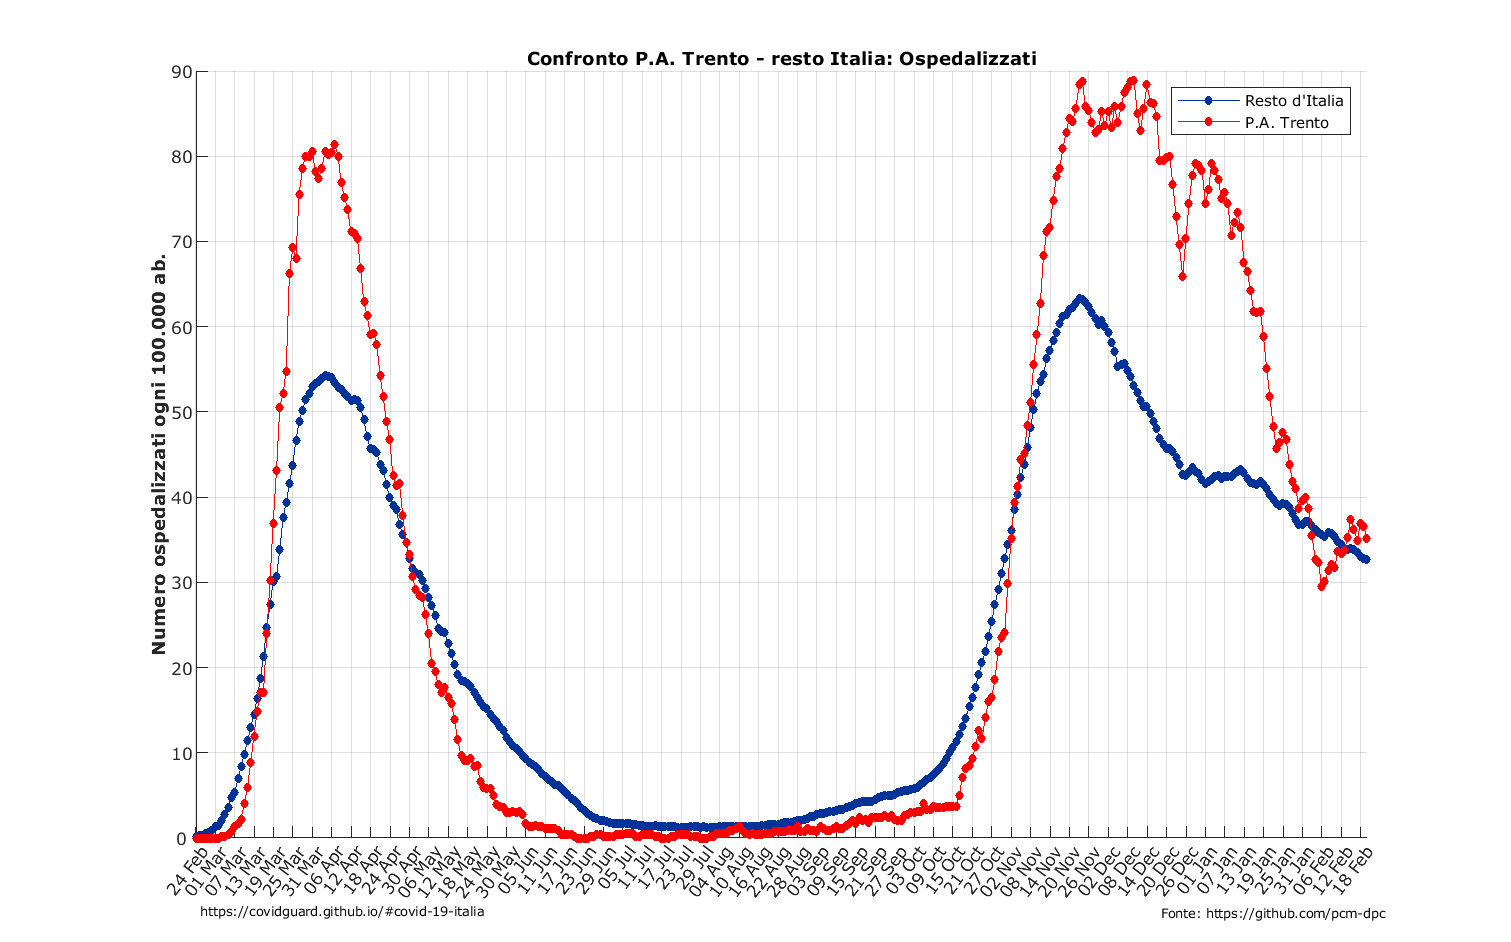 Confronto P.A. Trento - resto Italia: Ospedalizzati
Numero ospedalizzati ogni 100.000 ab.
90
80
70
60
50
40
30
20
10
0
Resto d'Italia
P.A. Trento
24 Feb
01 Mar
07 Mar
13 Mar
19 Mar
25 Mar
31 Mar
06 Apr
12 Apr
18 Apr
24 Apr
30 Apr
06 May
12 May
18 May
24 May
30 May
05 Jun
11 Jun
17 Jun
23 Jun
29 Jun
05 Jul
11 Jul
17 Jul
23 Jul
29 Jul
04 Aug
10 Aug
16 Aug
22 Aug
28 Aug
03 Sep
09 Sep
15 Sep
21 Sep
27 Sep
03 Oct
09 Oct
15 Oct
21 Oct
27 Oct
02 Nov
08 Nov
14 Nov
20 Nov
26 Nov
02 Dec
08 Dec
14 Dec
20 Dec
26 Dec
01 Jan
07 Jan
13 Jan
19 Jan
25 Jan
31 Jan
06 Feb
12 Feb
18 Feb
https://covidguard.github.io/#covid-19-italia
Fonte: https://github.com/pcm-dpc